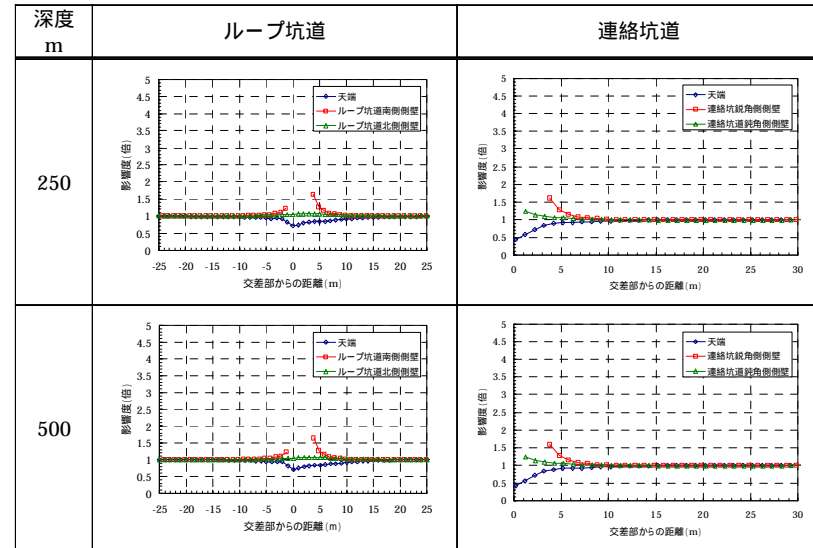 深度
m
ループ坑道
連絡坑道
250
影響度(倍)
5
4.5
4
3.5
3
2.5
2
1.5
1
0.5
0
天端
ループ坑道南側側壁
ループ坑道北側側壁
-25 -20 -15 -10 -5 0 5 10 15 20 25
交差部からの距離(m)
影響度(倍)
5
4.5
4
3.5
3
2.5
2
1.5
1
0.5
0
天端
連絡坑鋭角側側壁
連絡坑道鈍角側側壁
0 5 10 15 20 25 30
交差部からの距離(m)
500
影響度(倍)
5
4.5
4
3.5
3
2.5
2
1.5
1
0.5
0
天端
ループ坑道南側側壁
ループ坑道北側側壁
-25 -20 -15 -10 -5 0 5 10 15 20 25
交差部からの距離(m)
影響度(倍)
5
4.5
4
3.5
3
2.5
2
1.5
1
0.5
0
天端
連絡坑鋭角側側壁
連絡坑道鈍角側側壁
0 5 10 15 20 25 30
交差部からの距離(m)